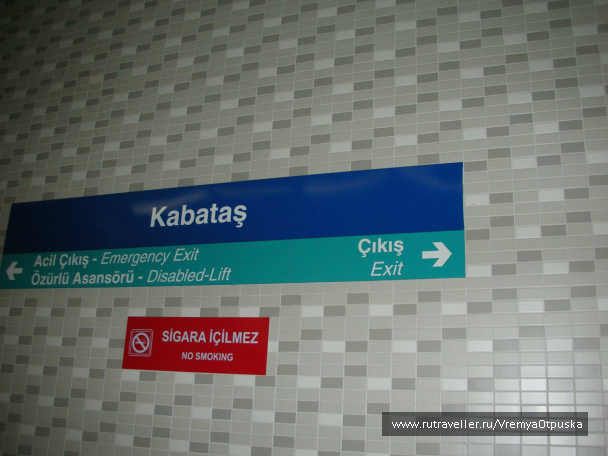 Kabataş
Acil Çıkış - Emergency Exit
Özürlü Asansörü - Disabled-Lift
Çıkış
Exit
SİGARA İÇİLMEZ
NO SMOKING
www.rutraveller.ru/VremyaOtpuska